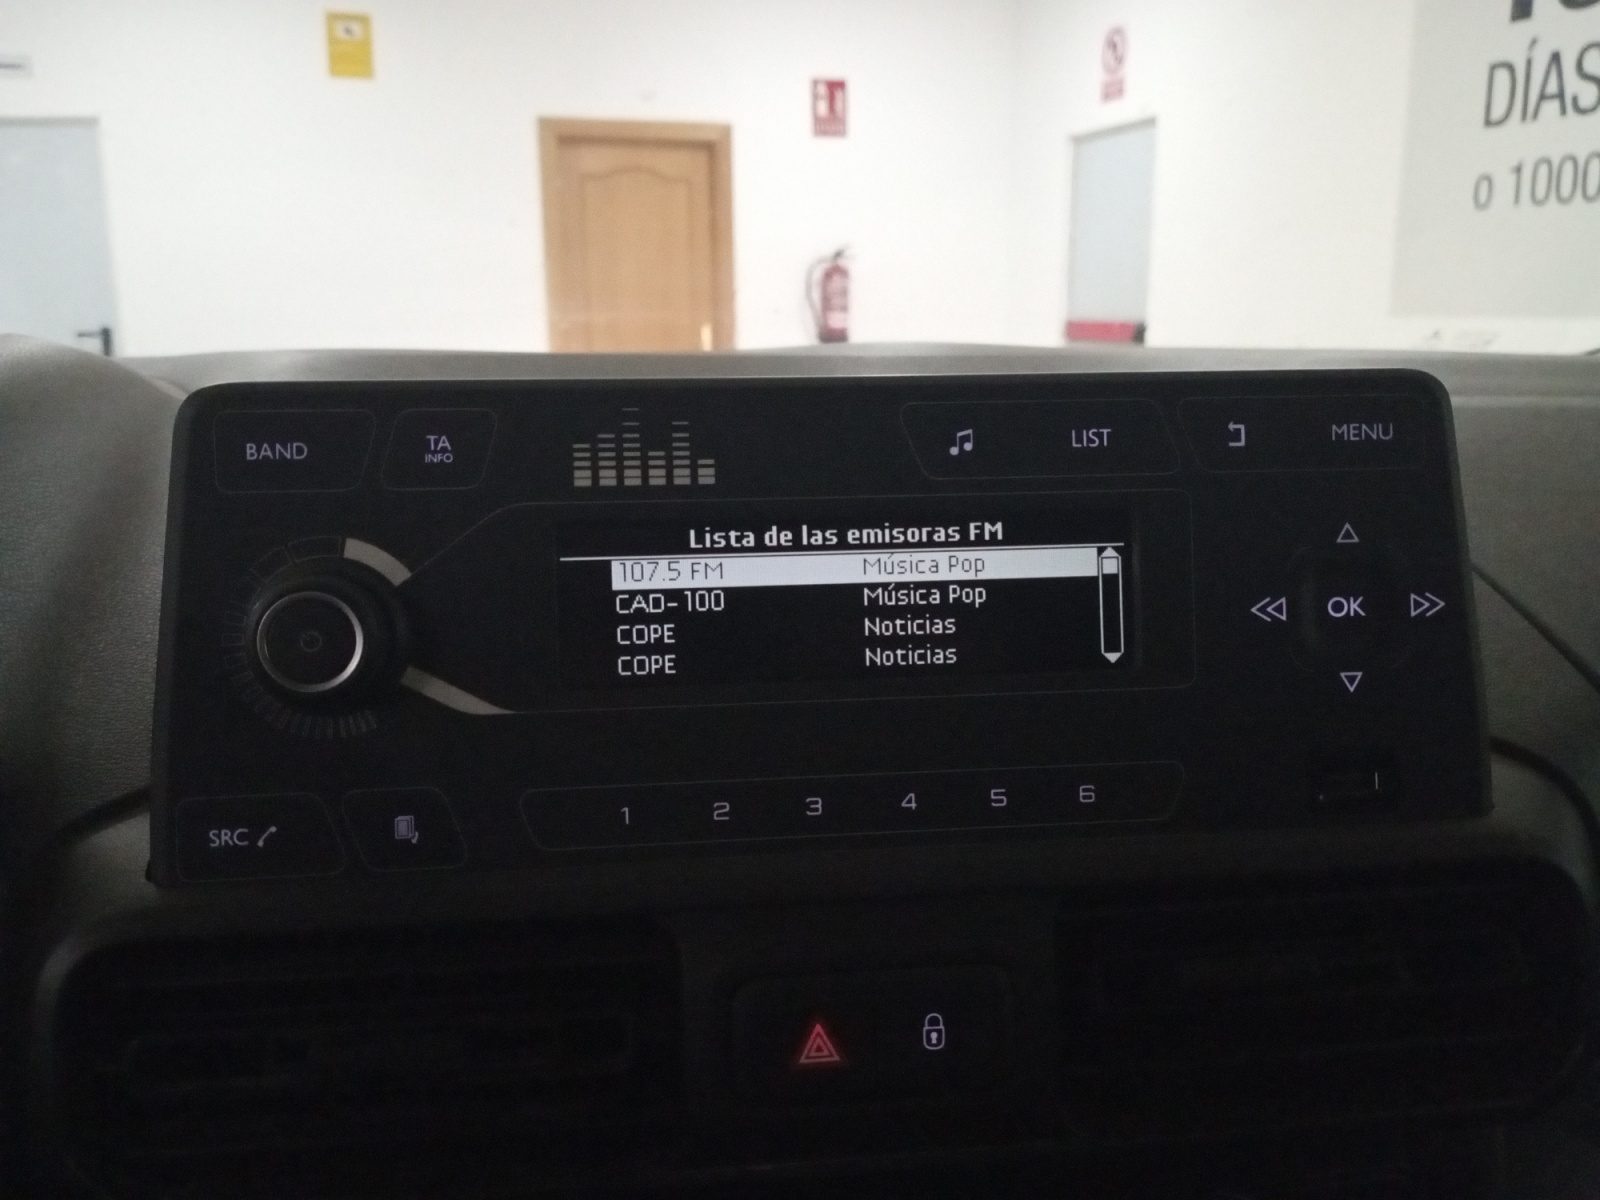 DÍAS
o 1000
BAND
TA
INFO
LIST
MENU
Lista de las emisoras FM
107.5 FM Música Pop
CAD-100 Música Pop
COPE Noticias
COPE Noticias
OK
SRC
1 2 3 4 5 6